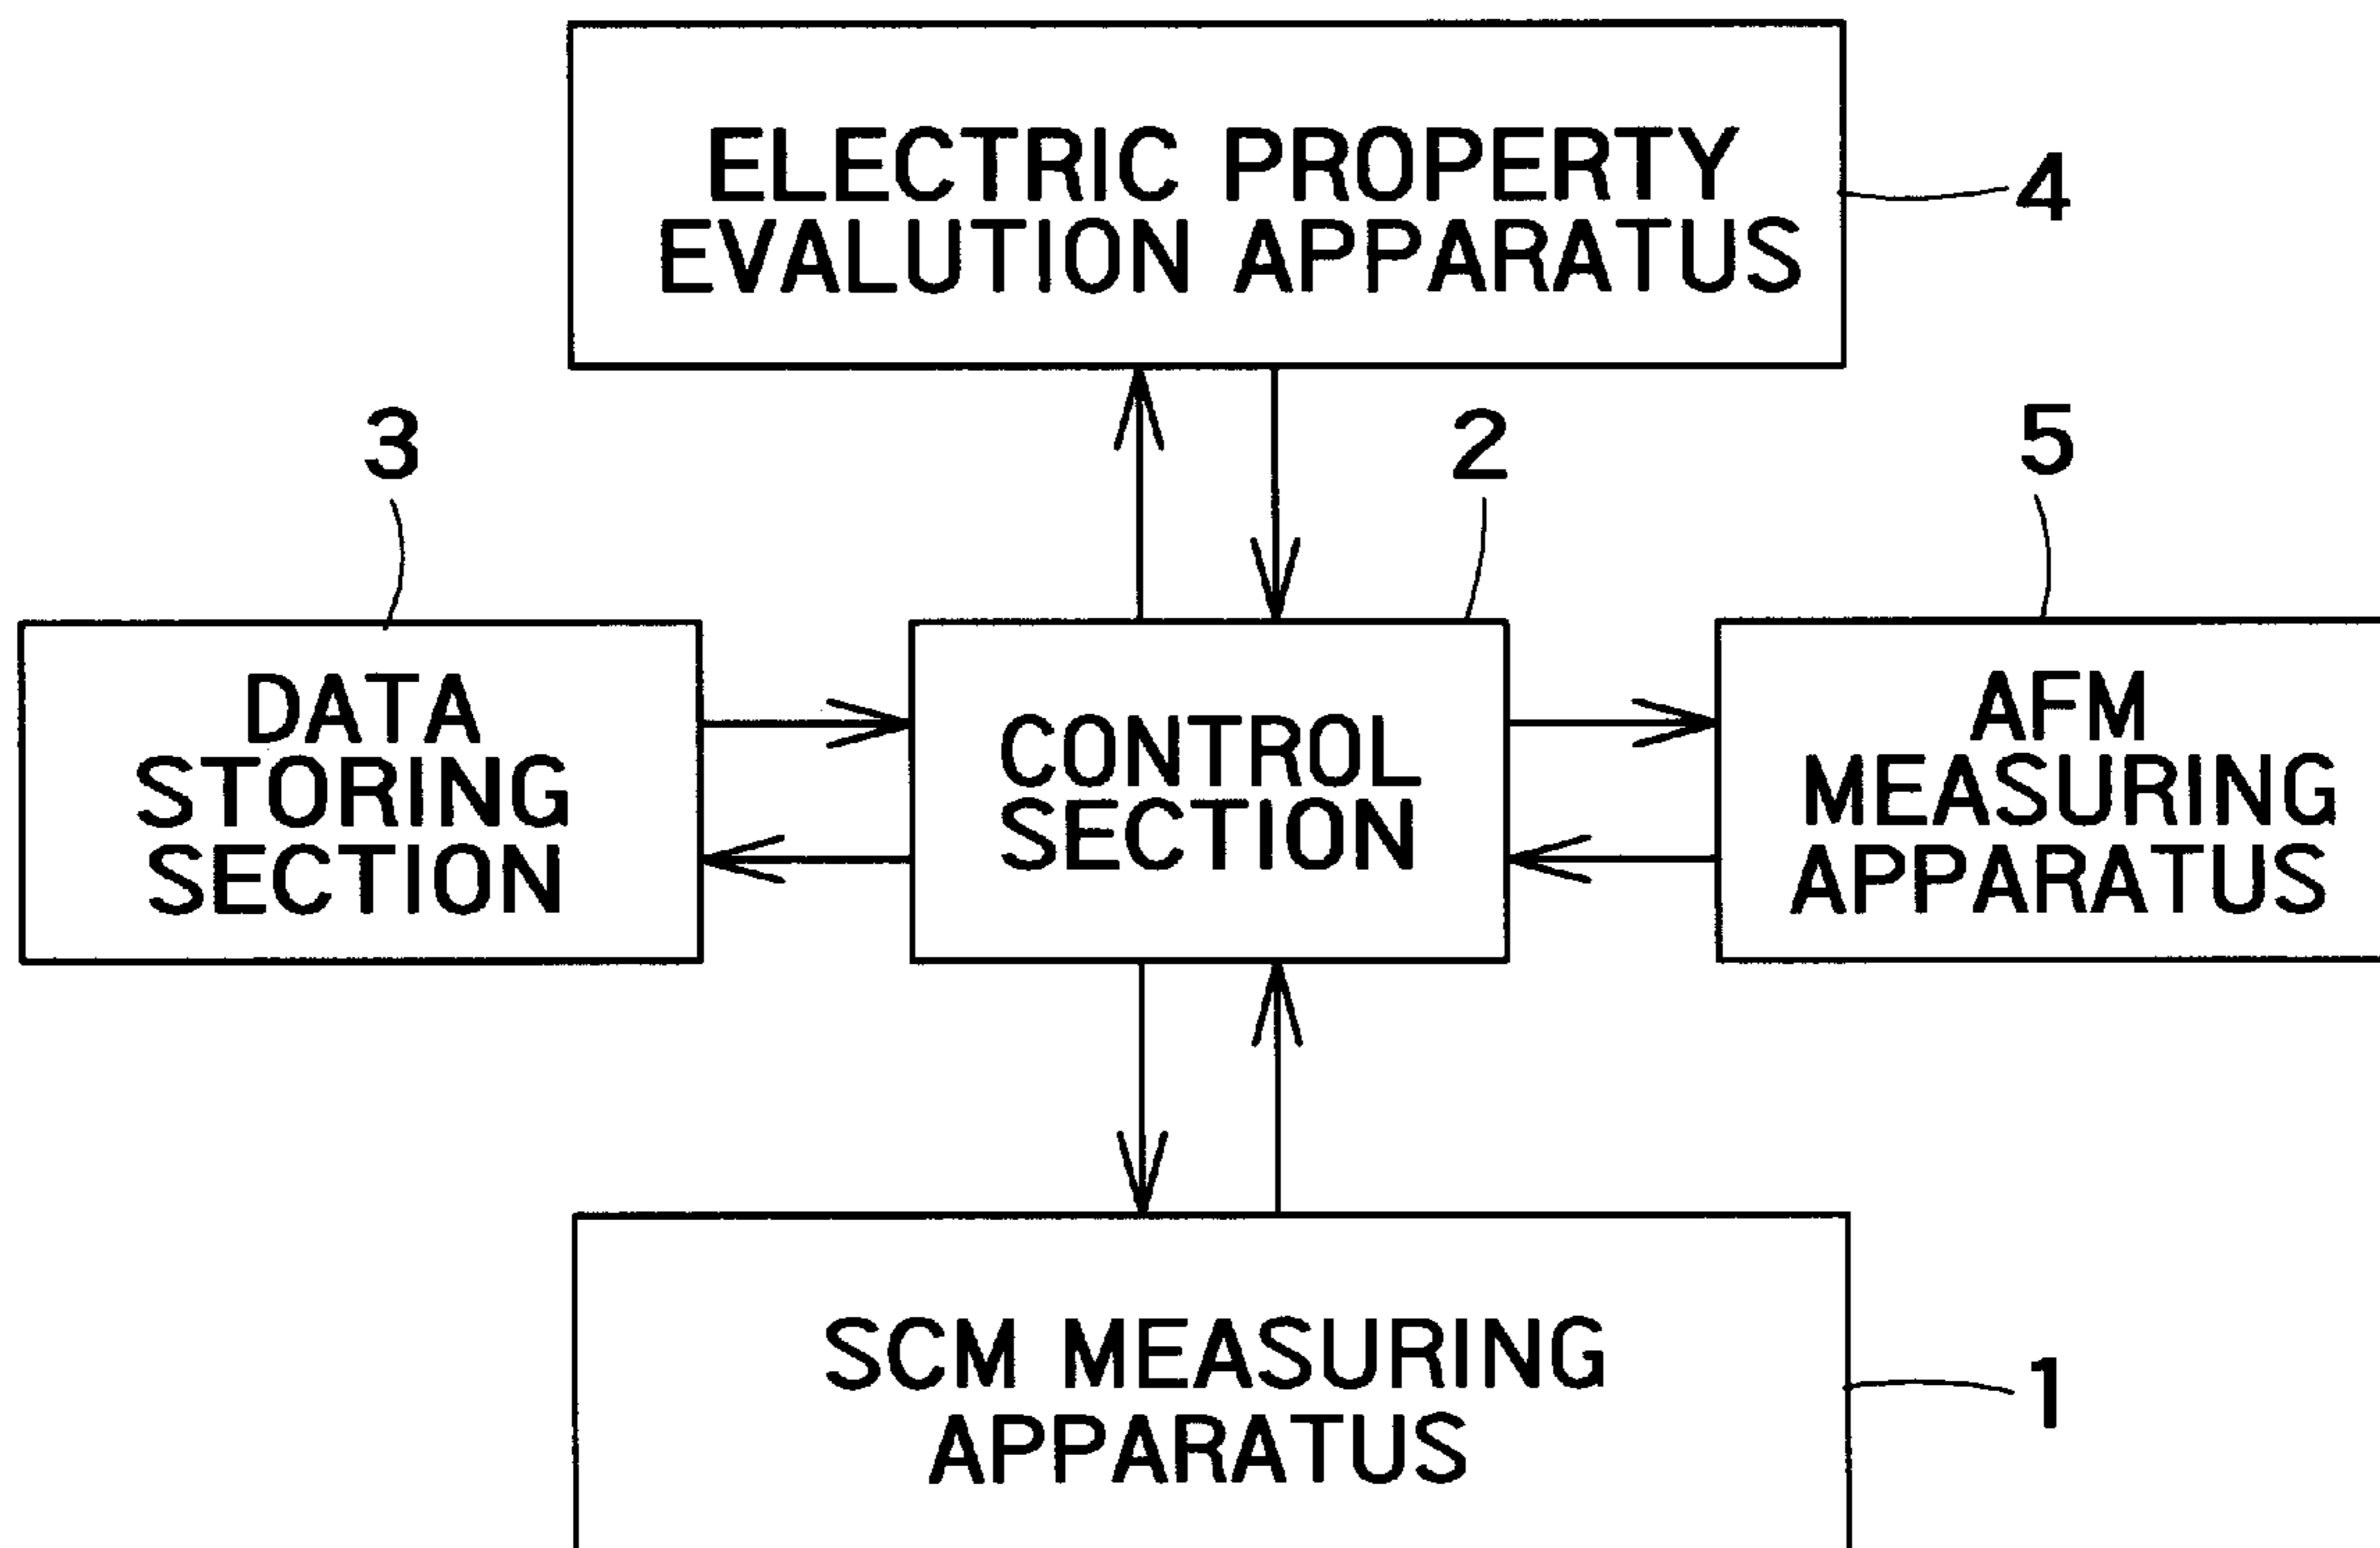 ELECTRIC PROPERTY
EVALUTION APPARATUS
4
3
2
5
DATA
STORING
SECTION
CONTROL
SECTION
AFM
MEASURING
APPARATUS
SCM MEASURING
APPARATUS
1